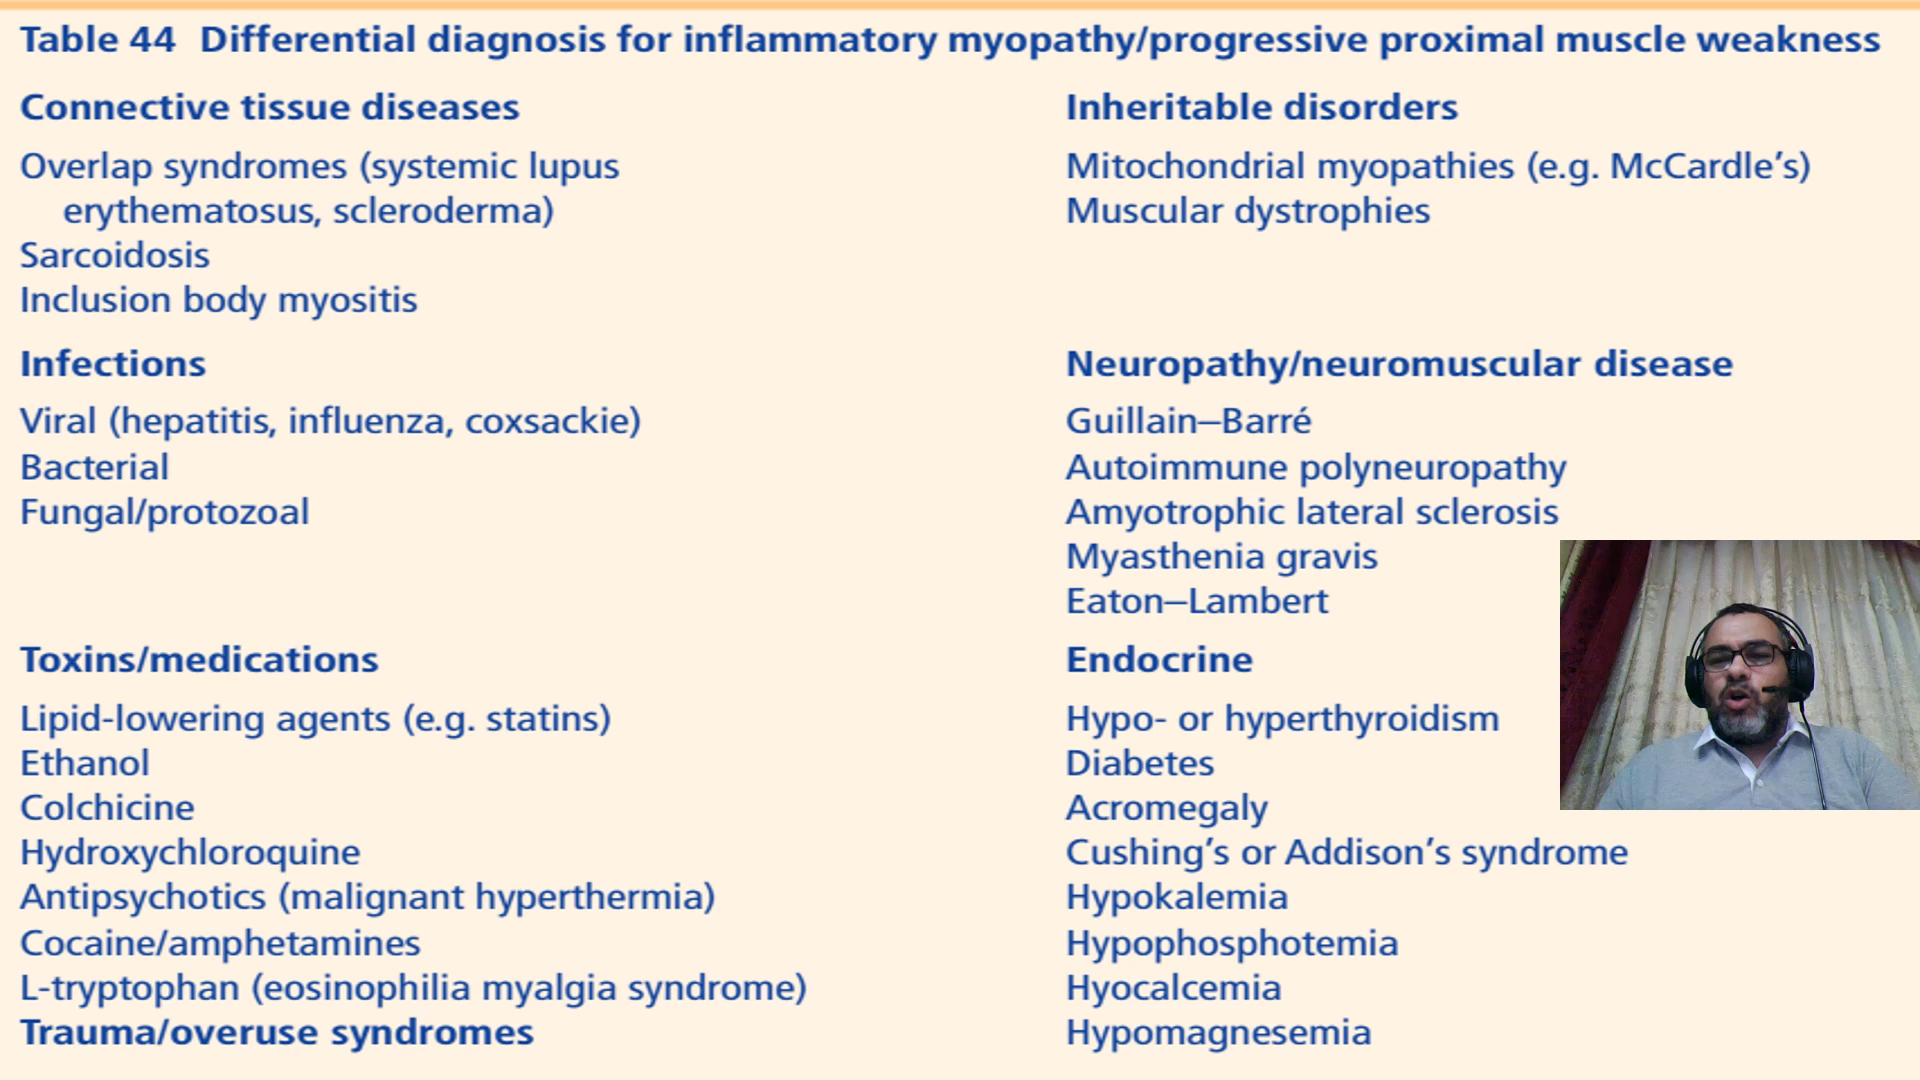 Table 44 Differential diagnosis for inflammatory myopathy/progressive proximal muscle weakness
Connective tissue diseases
Overlap syndromes (systemic lupus
erythematosus, scleroderma)
Sarcoidosis
Inclusion body myositis
Inheritable disorders
Mitochondrial myopathies (e.g. McCardle’s)
Muscular dystrophies
Infections
Viral (hepatitis, influenza, coxsackie)
Bacterial
Fungal/protozoal
Neuropathy/neuromuscular disease
Guillain–Barré
Autoimmune polyneuropathy
Amyotrophic lateral sclerosis
Myasthenia gravis
Eaton–Lambert
Toxins/medications
Lipid-lowering agents (e.g. statins)
Ethanol
Colchicine
Hydroxychloroquine
Antipsychotics (malignant hyperthermia)
Cocaine/amphetamines
L-tryptophan (eosinophilia myalgia syndrome)
Trauma/overuse syndromes
Endocrine
Hypo- or hyperthyroidism
Diabetes
Acromegaly
Cushing’s or Addison’s syndrome
Hypokalemia
Hypophosphotemia
Hyocalcemia
Hypomagnesemia